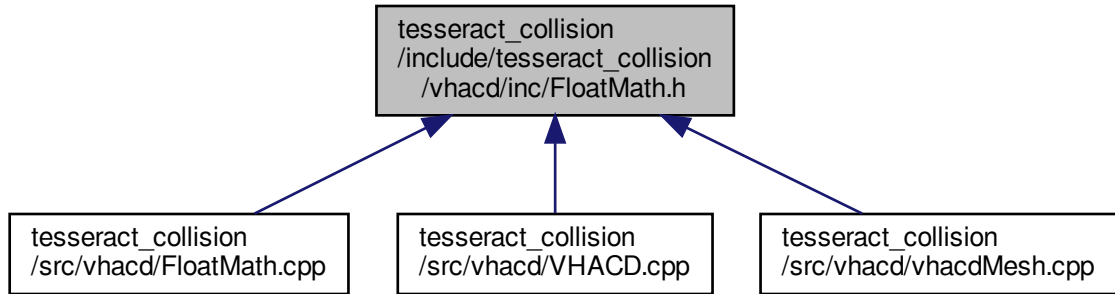 tesseract_collision
/include/tesseract_collision
/vhacd/inc/FloatMath.h
tesseract_collision
/src/vhacd/FloatMath.cpp
tesseract_collision
/src/vhacd/VHACD.cpp
tesseract_collision
/src/vhacd/vhacdMesh.cpp